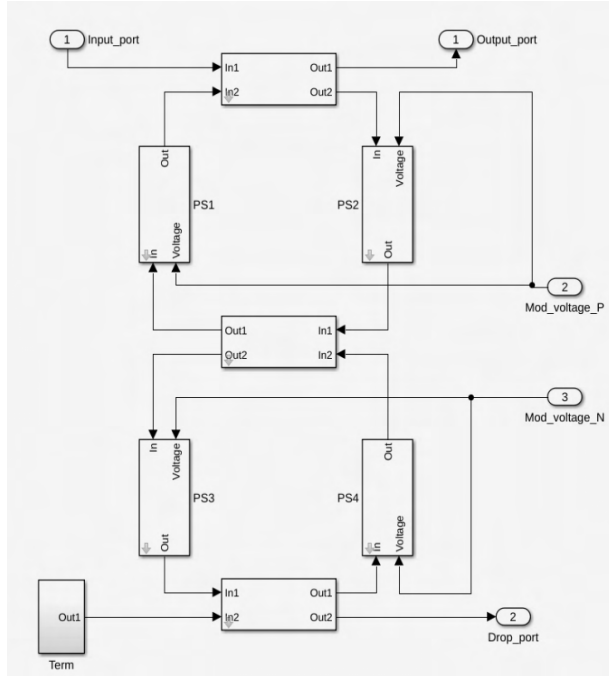 1 Input_port
1 Output_port
In1 Out1
In2 Out2
Out
In
Voltage
PS1
PS2
In
Voltage
Out
2
Mod_voltage_P
Out1 In1
Out2 In2
3
Mod_voltage_N
In
Voltage
Out
PS3
PS4
Out
In
Voltage
In1 Out1
In2 Out2
Out1
Term
2
Drop_port